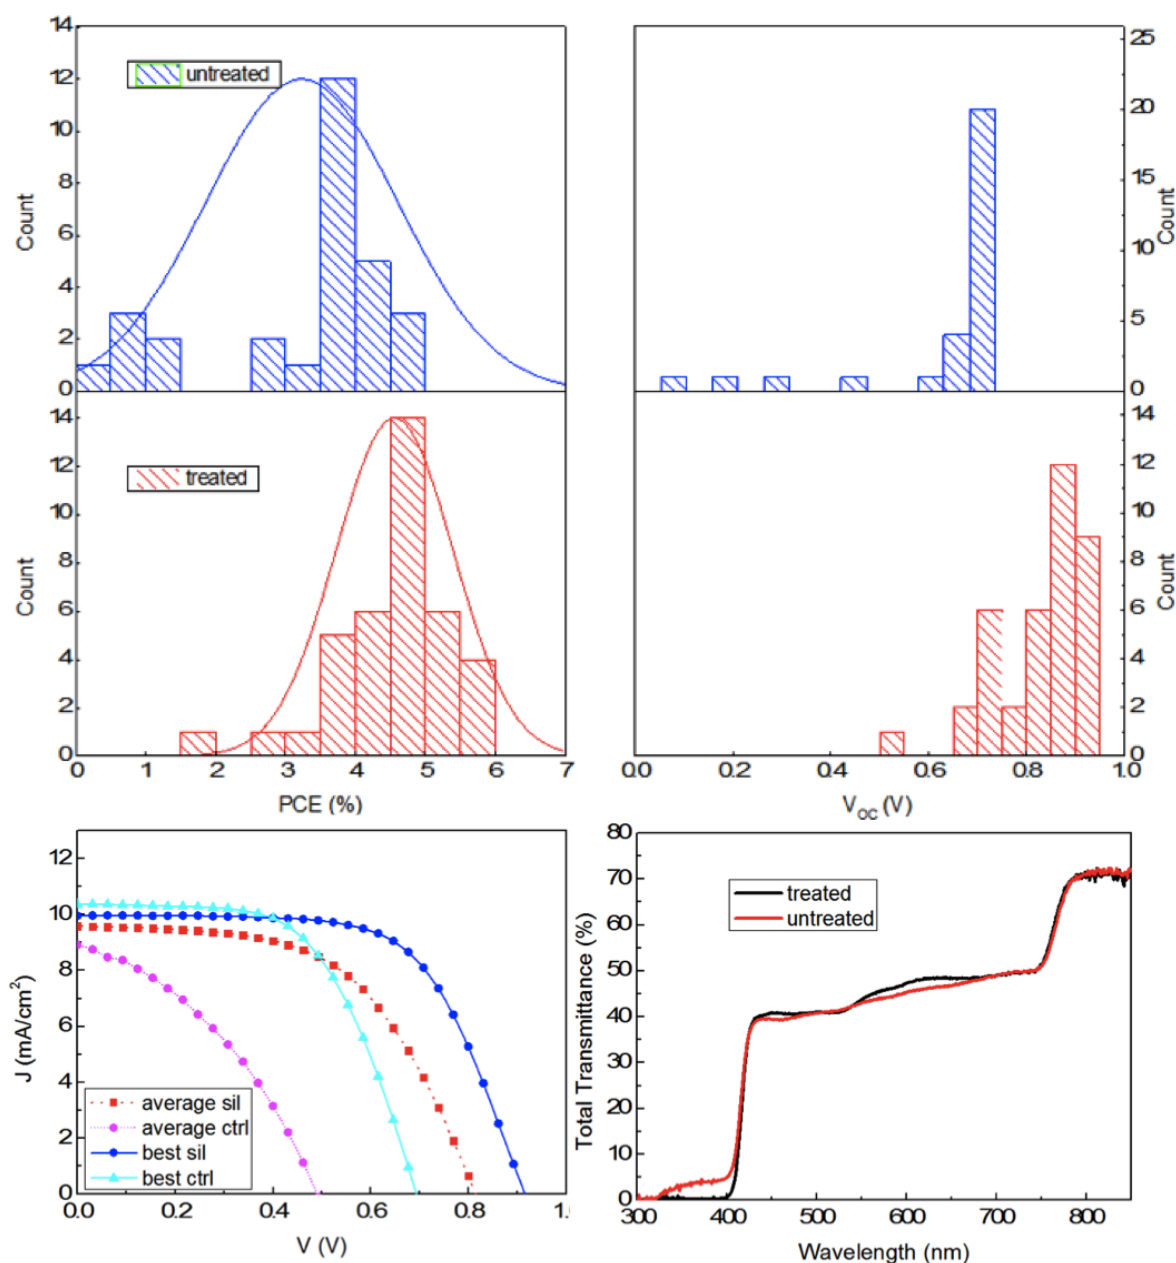 14
12
10
8
6
4
2
0
Count
untreated
25
20
15
10
5
0
Count
14
12
10
8
6
4
2
0
Count
treated
0 1 2 3 4 5 6 7
PCE (%)
14
12
10
8
6
4
2
0
Count
0.0 0.2 0.4 0.6 0.8 1.0
V_OC (V)
12
10
8
6
4
2
0
J (mA/cm²)
average sil
average ctrl
best sil
best ctrl
0.0 0.2 0.4 0.6 0.8
V (V)
80
70
60
50
40
30
20
10
0
Total Transmittance (%)
treated
untreated
300 400 500 600 700 800
Wavelength (nm)